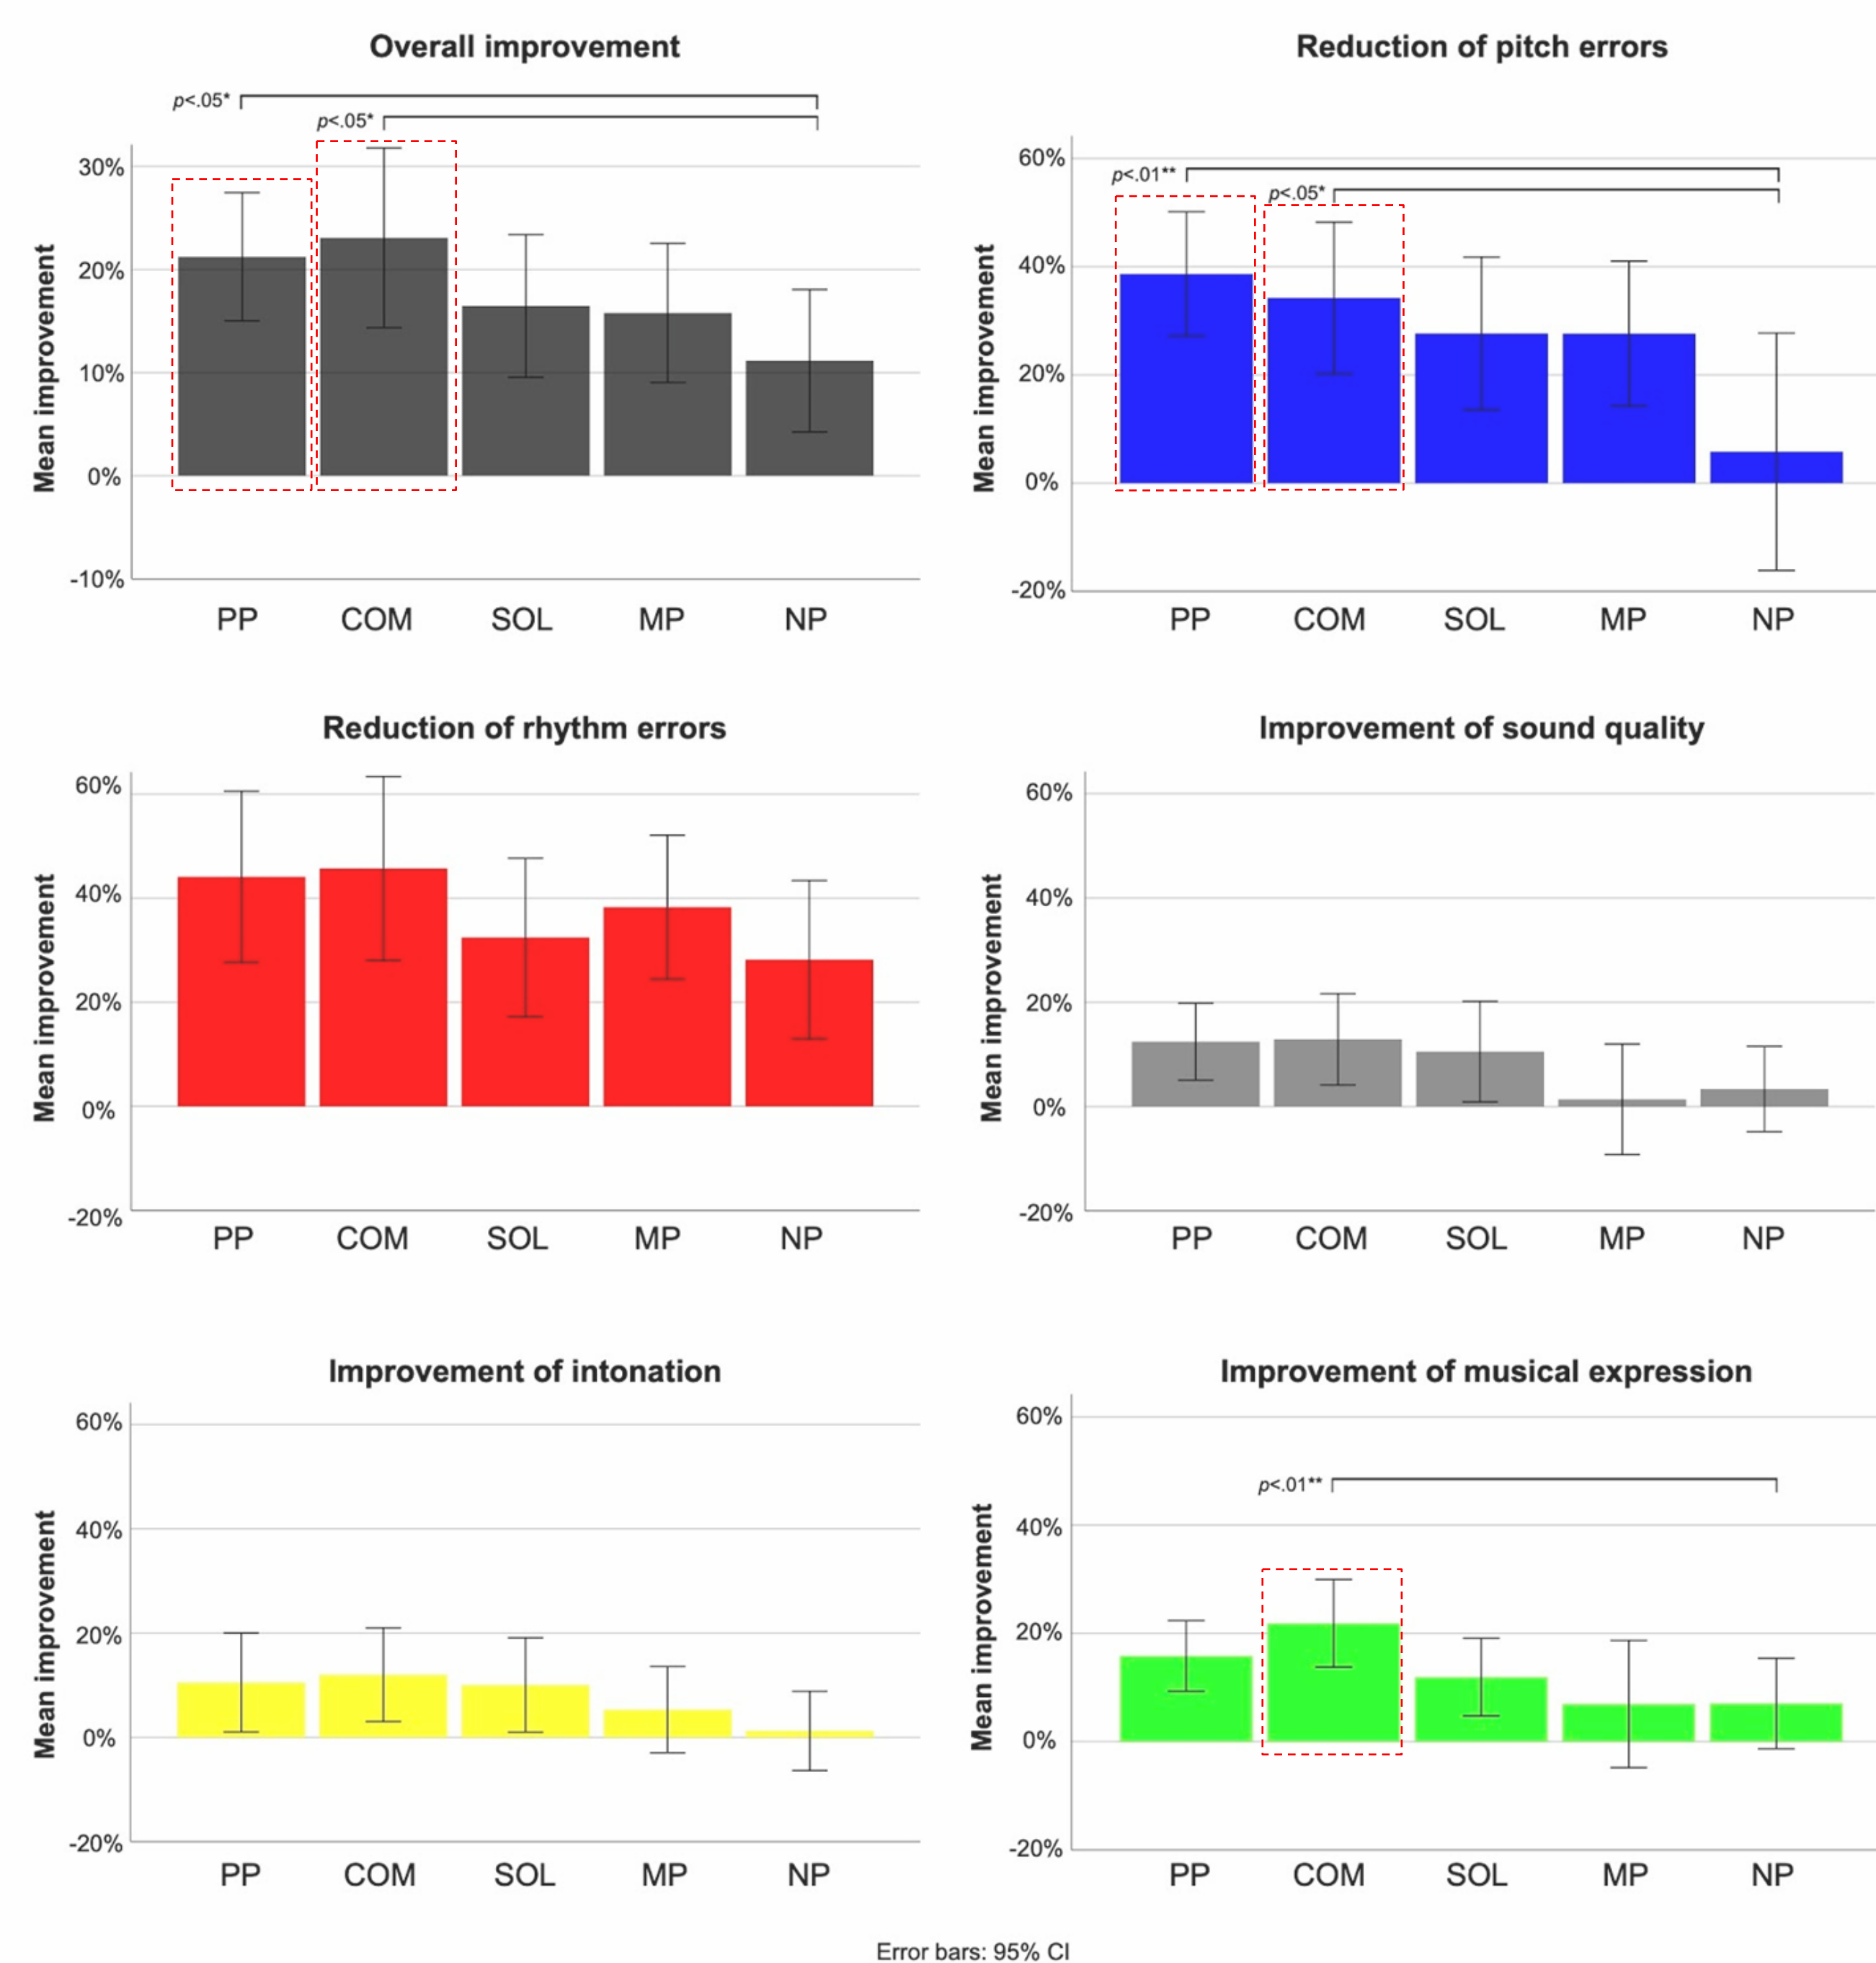 Overall improvement
p<.05*
p<.05*
30%
20%
10%
0%
-10%
Mean improvement
PP COM SOL MP NP
Reduction of pitch errors
60%
p<.01**
p<.05*
40%
20%
0%
-20%
Mean improvement
PP COM SOL MP NP
Reduction of rhythm errors
60%
40%
20%
0%
-20%
Mean improvement
PP COM SOL MP NP
Improvement of sound quality
60%
40%
20%
0%
-20%
Mean improvement
PP COM SOL MP NP
Improvement of intonation
60%
40%
20%
0%
-20%
Mean improvement
PP COM SOL MP NP
Improvement of musical expression
60%
p<.01**
40%
20%
0%
-20%
Mean improvement
PP COM SOL MP NP
Error bars: 95% CI